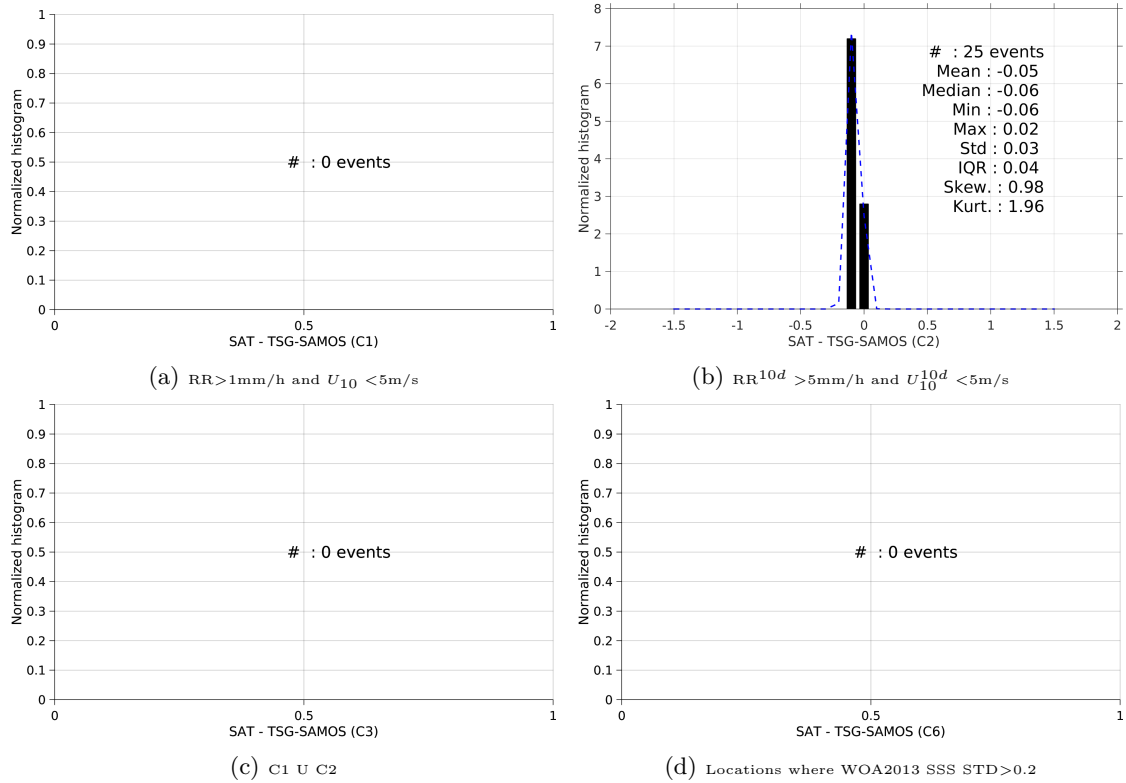 1
0.9
0.8
0.7
0.6
0.5
0.4
0.3
0.2
0.1
0
Normalized histogram
# : 0 events
0 0.5 1
SAT - TSG-SAMOS (C1)
(a) RR>1mm/h and U10 <5m/s
8
7
6
5
4
3
2
1
0
Normalized histogram
# : 25 events
Mean : -0.05
Median : -0.06
Min : -0.06
Max : 0.02
Std : 0.03
IQR : 0.04
Skew. : 0.98
Kurt. : 1.96
-2 -1.5 -1 -0.5 0 0.5 1 1.5 2
SAT - TSG-SAMOS (C2)
(b) RR^10d >5mm/h and U10^10d <5m/s
1
0.9
0.8
0.7
0.6
0.5
0.4
0.3
0.2
0.1
0
Normalized histogram
# : 0 events
0 0.5 1
SAT - TSG-SAMOS (C3)
(c) C1 U C2
1
0.9
0.8
0.7
0.6
0.5
0.4
0.3
0.2
0.1
0
Normalized histogram
# : 0 events
0 0.5 1
SAT - TSG-SAMOS (C6)
(d) Locations where WOA2013 SSS STD>0.2